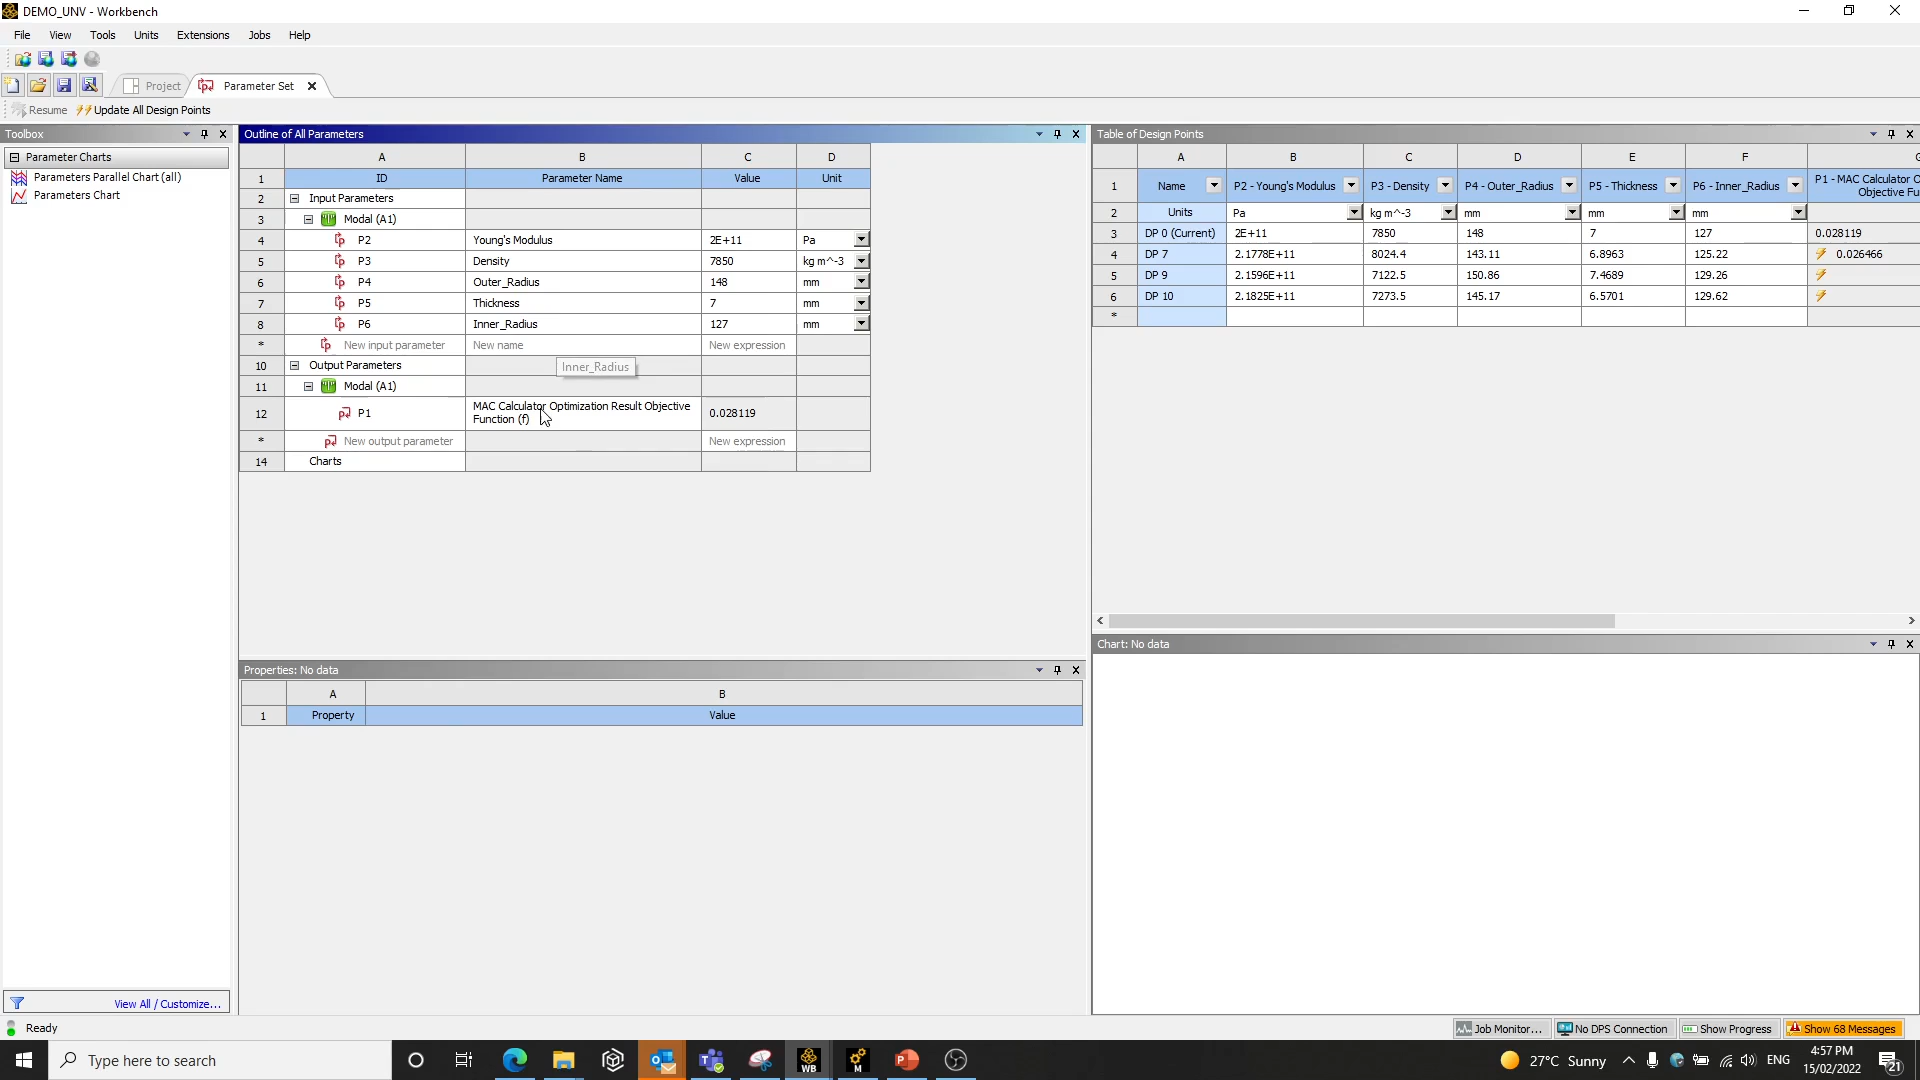 DEMO_UNV - Workbench
File View Tools Units Extensions Jobs Help
Project Parameter Set
Resume Update All Design Points
Toolbox
Parameter Charts
Parameters Parallel Chart (all)
Parameters Chart
View All / Customize...
Outline of All Parameters
A B C D
1 ID Parameter Name Value Unit
2 Input Parameters
3 Modal (A1)
4 P2 Young's Modulus 2E+11 Pa
5 P3 Density 7850 kg m^-3
6 P4 Outer_Radius 148 mm
7 P5 Thickness 7 mm
8 P6 Inner_Radius 127 mm
* New input parameter New name New expression
10 Output Parameters
Inner_Radius
11 Modal (A1)
12 P1 MAC Calculator Optimization Result Objective Function (f) 0.028119
* New output parameter New expression
14 Charts
Properties: No data
A B
1 Property Value
Table of Design Points
A B C D E F
1 Name P2 - Young's Modulus P3 - Density P4 - Outer_Radius P5 - Thickness P6 - Inner_Radius P1 - MAC Calculator O
Objective Fu
2 Units Pa kg m^-3 mm mm mm
3 DP 0 (Current) 2E+11 7850 148 7 127 0.028119
4 DP 7 2.1778E+11 8024.4 143.11 6.8963 125.22 0.026466
5 DP 9 2.1596E+11 7122.5 150.86 7.4689 129.26
6 DP 10 2.1825E+11 7273.5 145.17 6.5701 129.62
*
Chart: No data
Ready
Job Monitor... No DPS Connection Show Progress Show 68 Messages
Type here to search
WB
M
27°C Sunny
ENG
4:57 PM
15/02/2022
21